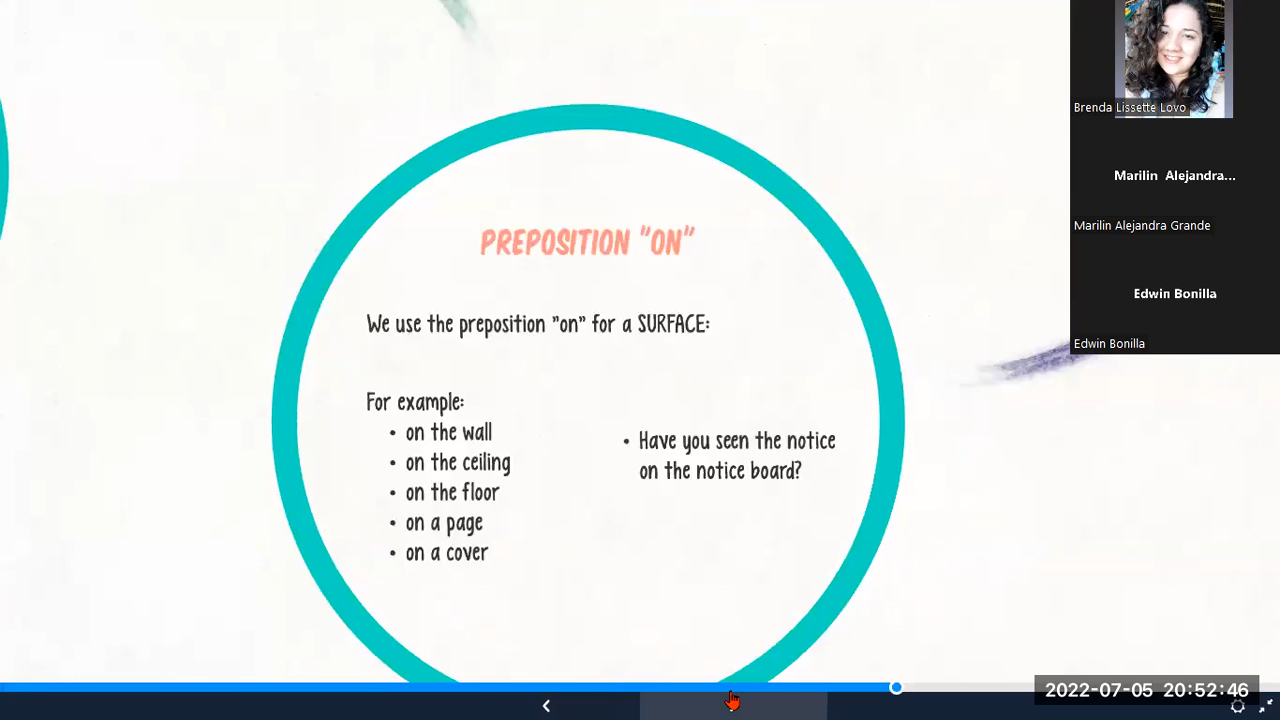 PREPOSITION "ON"
We use the preposition "on" for a SURFACE:
For example:
• on the wall
• on the ceiling
• on the floor
• on a page
• on a cover
• Have you seen the notice
on the notice board?
Brenda Lissette Lovo
Marilin Alejandra...
Marilin Alejandra Grande
Edwin Bonilla
Edwin Bonilla
2022-07-05 20:52:46